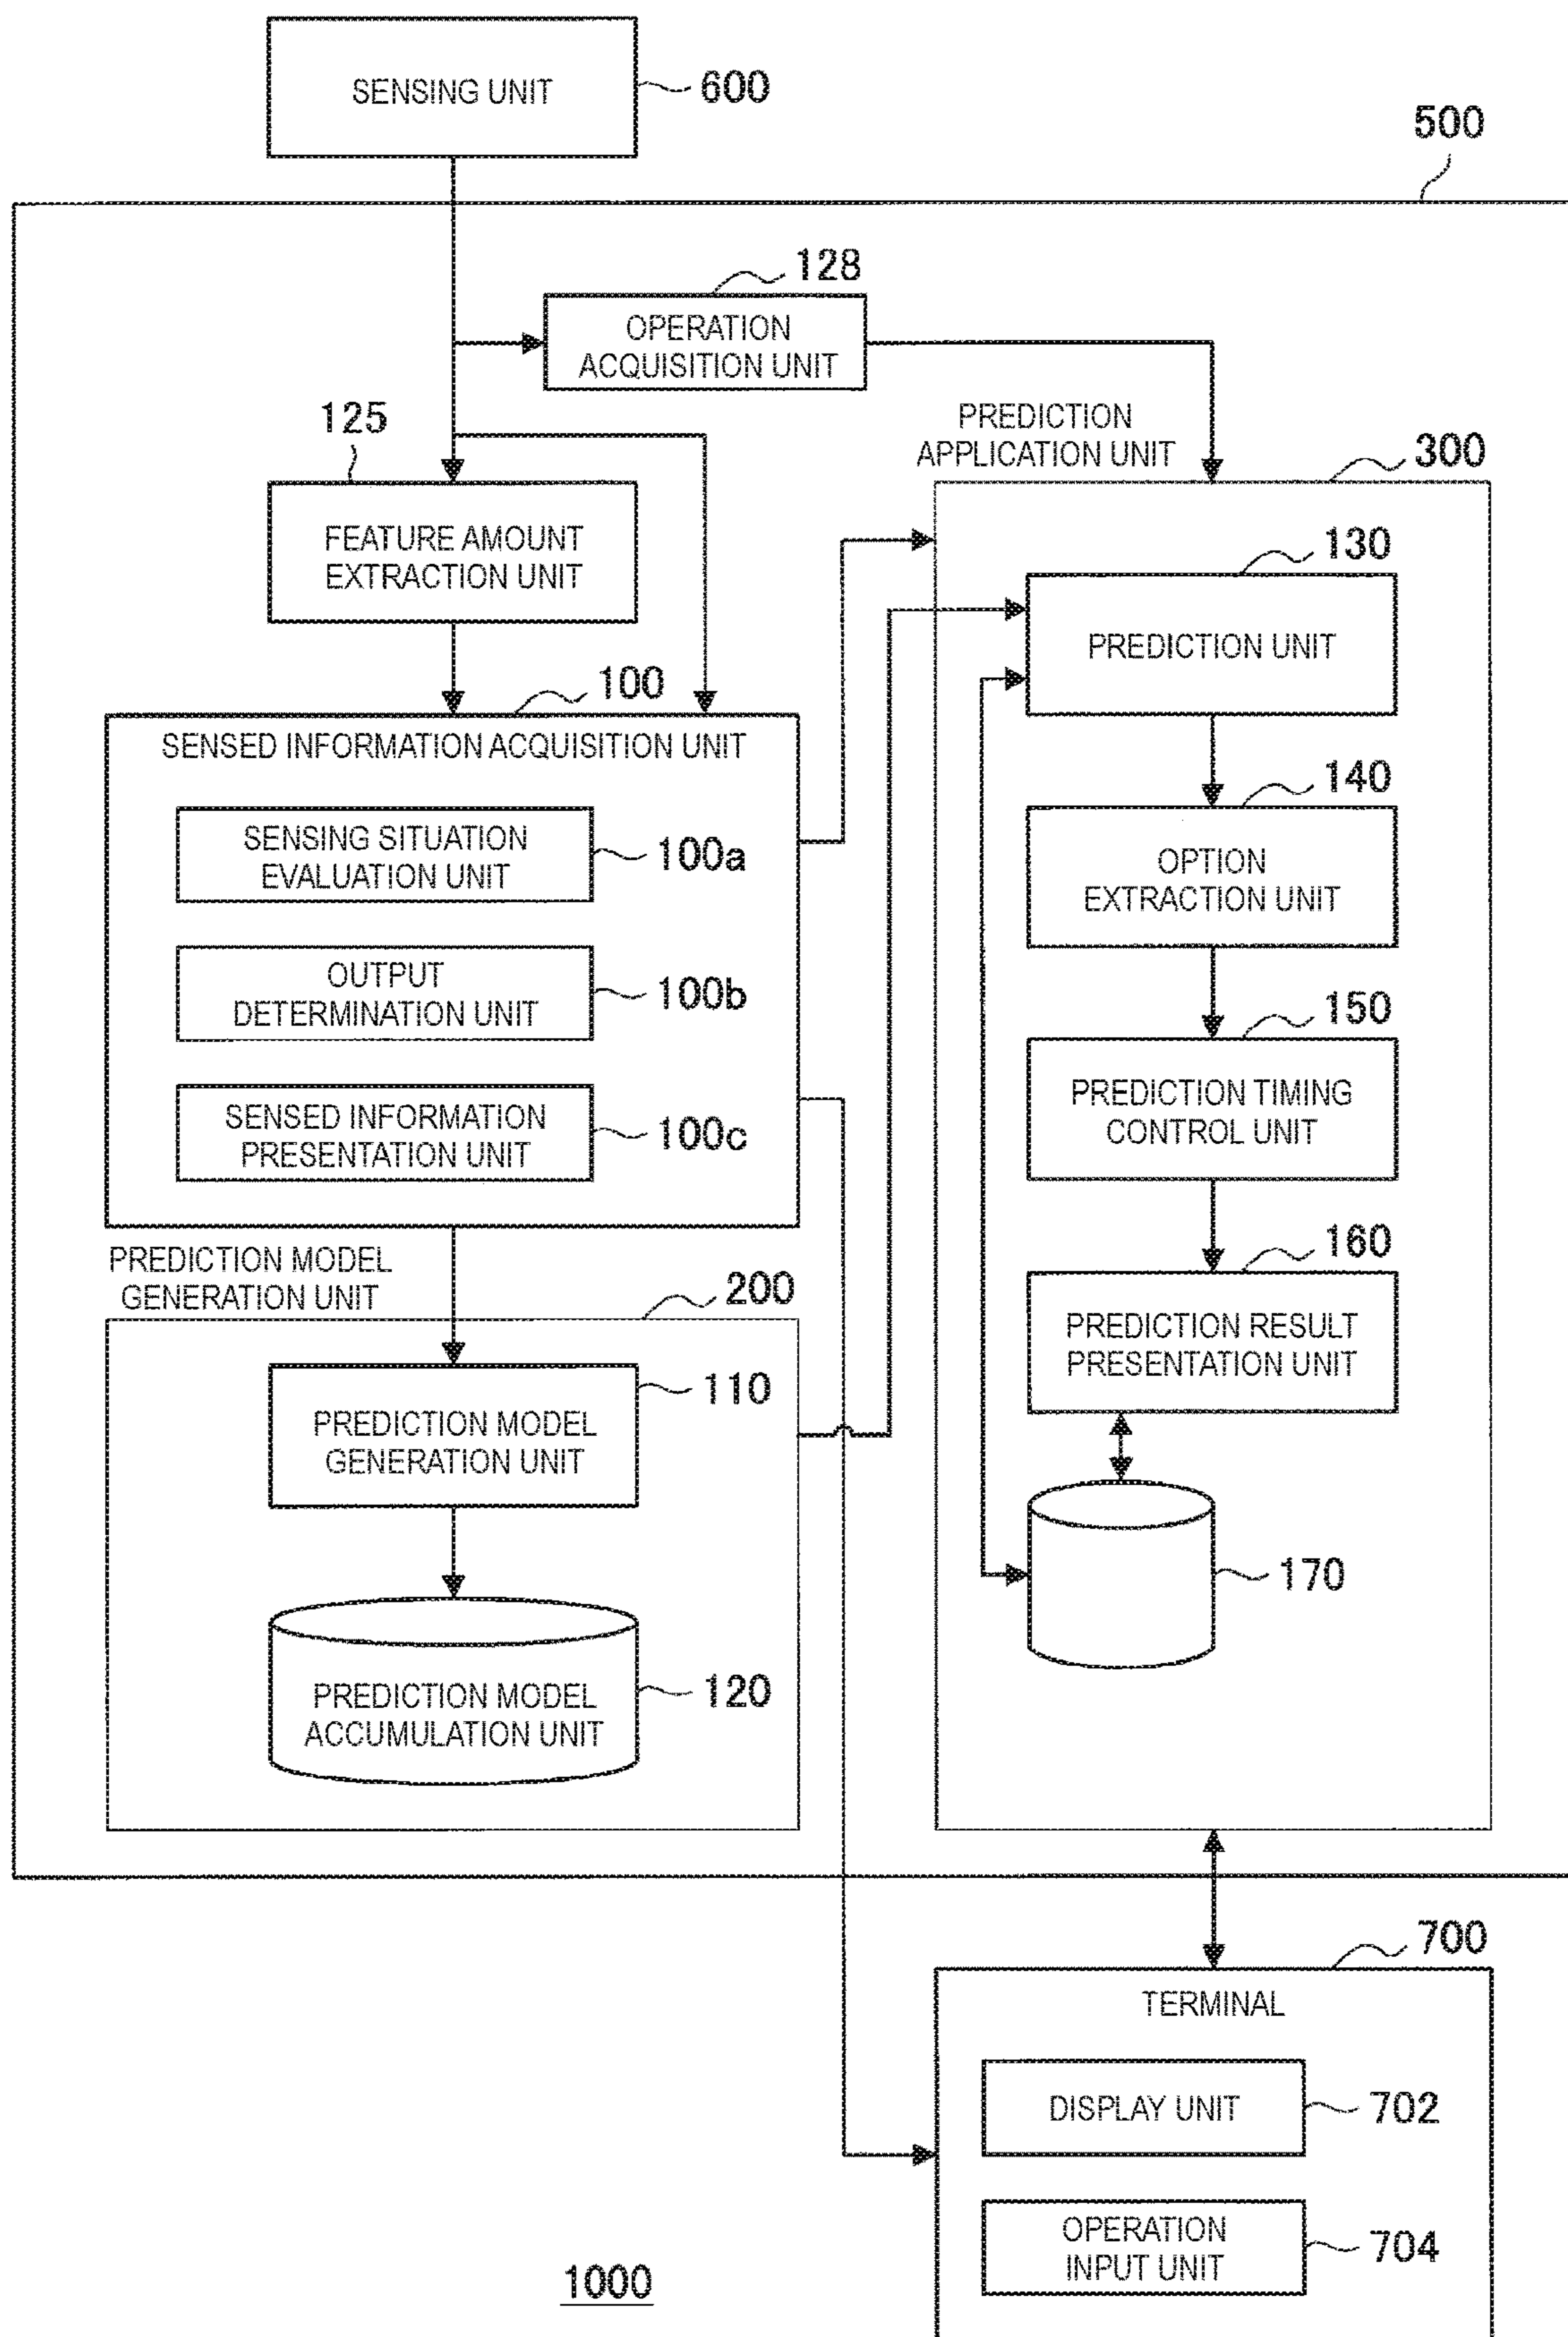 SENSING UNIT
600
500
128
OPERATION
ACQUISITION UNIT
125
PREDICTION
APPLICATION UNIT
300
FEATURE AMOUNT
EXTRACTION UNIT
130
PREDICTION UNIT
100
SENSED INFORMATION ACQUISITION UNIT
SENSING SITUATION
EVALUATION UNIT
100a
140
OPTION
EXTRACTION UNIT
OUTPUT
DETERMINATION UNIT
100b
150
PREDICTION TIMING
CONTROL UNIT
SENSED INFORMATION
PRESENTATION UNIT
100c
160
PREDICTION RESULT
PRESENTATION UNIT
PREDICTION MODEL
GENERATION UNIT
200
110
PREDICTION MODEL
GENERATION UNIT
170
120
PREDICTION MODEL
ACCUMULATION UNIT
700
TERMINAL
DISPLAY UNIT
702
OPERATION
INPUT UNIT
704
1000